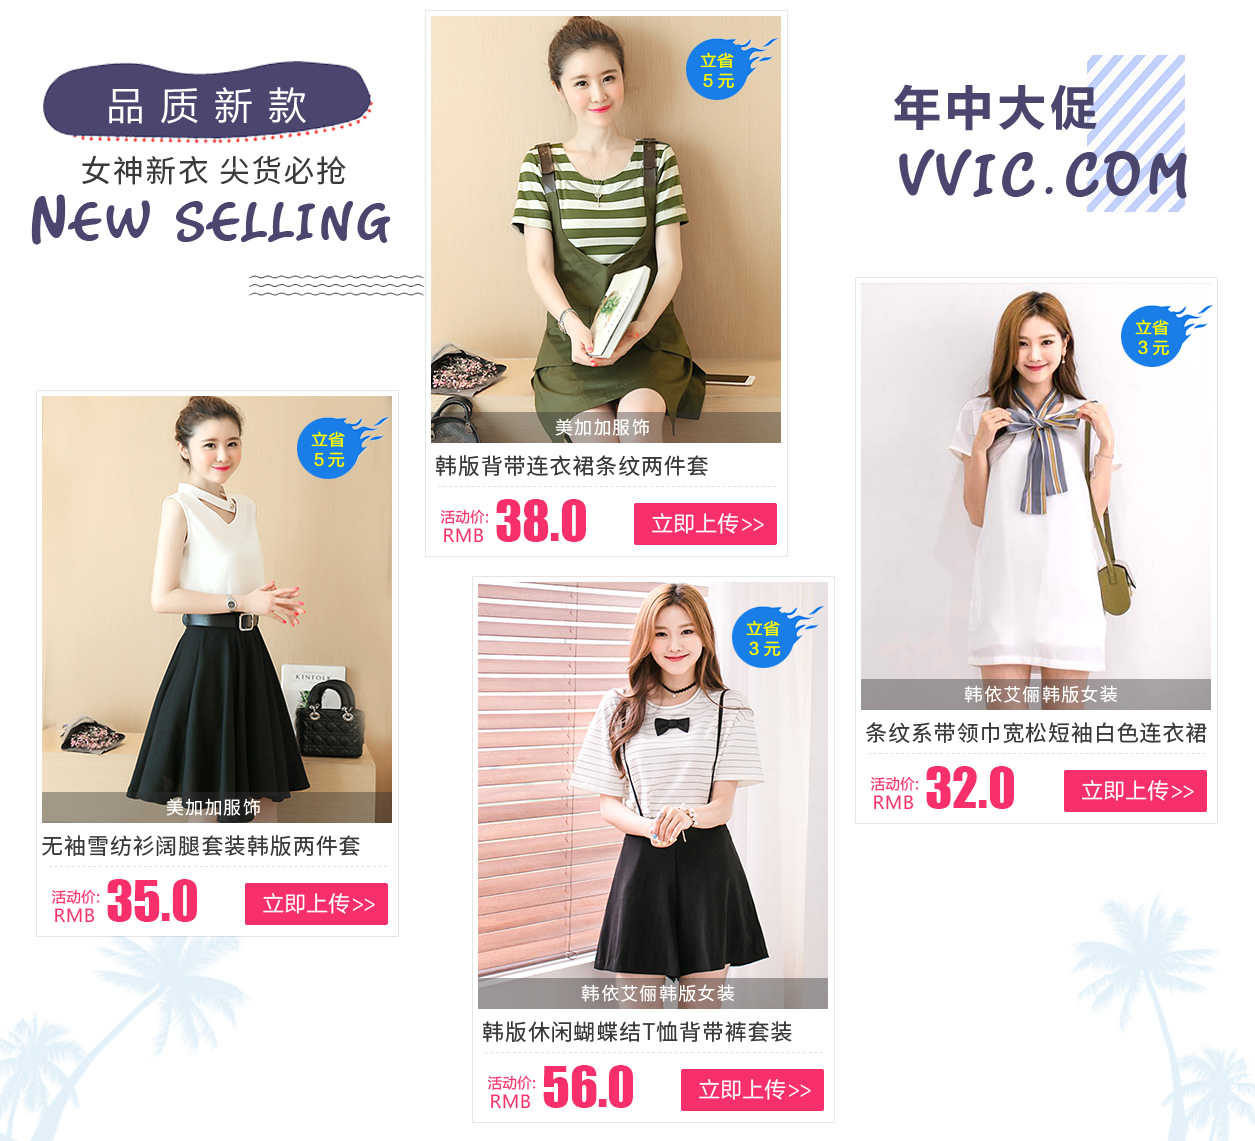 品质新款
女神新衣 尖货必抢
NEW SELLING
年中大促
VVIC.COM
立省
5元
美加加服饰
韩版背带连衣裙条纹两件套
活动价:
RMB
38.0
立即上传>>
立省
3元
韩依艾俪韩版女装
条纹系带领巾宽松短袖白色连衣裙
活动价:
RMB
32.0
立即上传>>
立省
5元
KINFOLK
美加加服饰
无袖雪纺衫阔腿套装韩版两件套
活动价:
RMB
35.0
立即上传>>
立省
3元
韩依艾俪韩版女装
韩版休闲蝴蝶结T恤背带裤套装
活动价:
RMB
56.0
立即上传>>